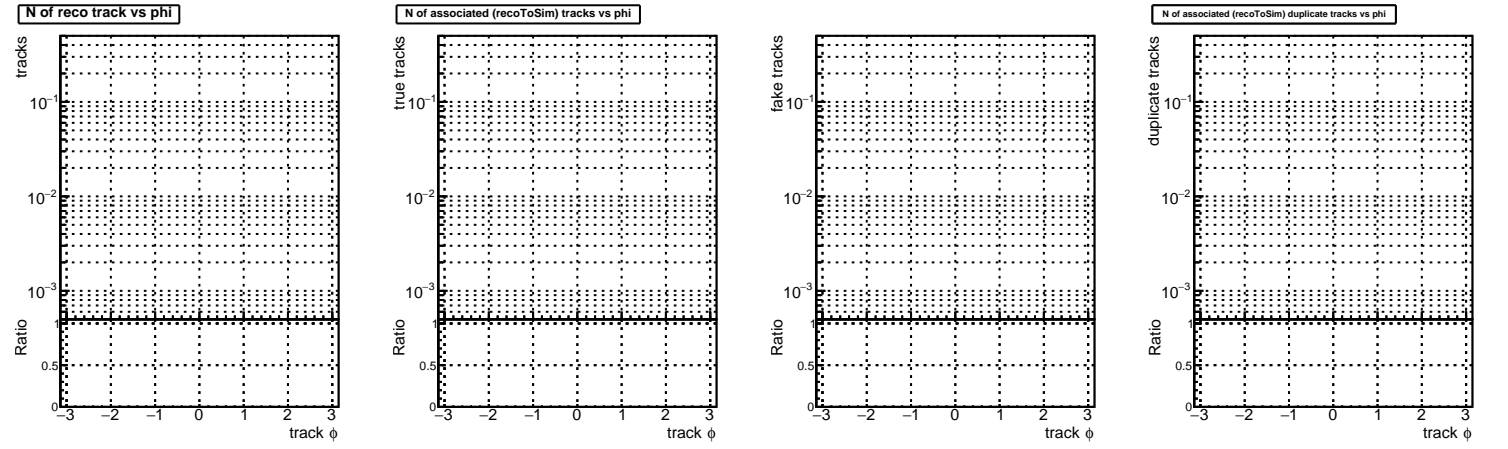 N of reco track vs phi
tracks
10⁻¹
10⁻²
10⁻³
Ratio
1
0.5
0
−3 −2 −1 0 1 2 3
track ϕ
N of associated (recoToSim) tracks vs phi
true tracks
10⁻¹
10⁻²
10⁻³
Ratio
1
0.5
0
−3 −2 −1 0 1 2 3
track ϕ
fake tracks
10⁻¹
10⁻²
10⁻³
Ratio
1
0.5
0
−3 −2 −1 0 1 2 3
track ϕ
N of associated (recoToSim) duplicate tracks vs phi
duplicate tracks
10⁻¹
10⁻²
10⁻³
Ratio
1
0.5
0
−3 −2 −1 0 1 2 3
track ϕ